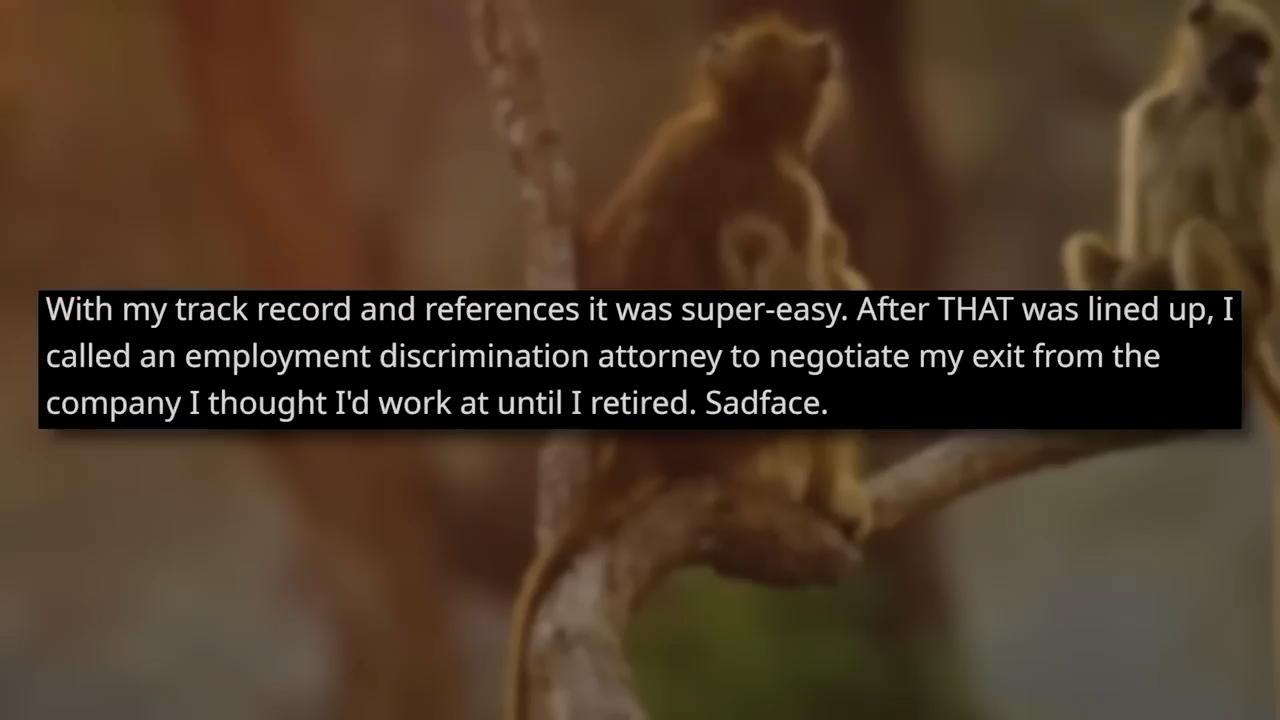 With my track record and references it was super-easy. After THAT was lined up, I
called an employment discrimination attorney to negotiate my exit from the
company I thought I'd work at until I retired. Sadface.